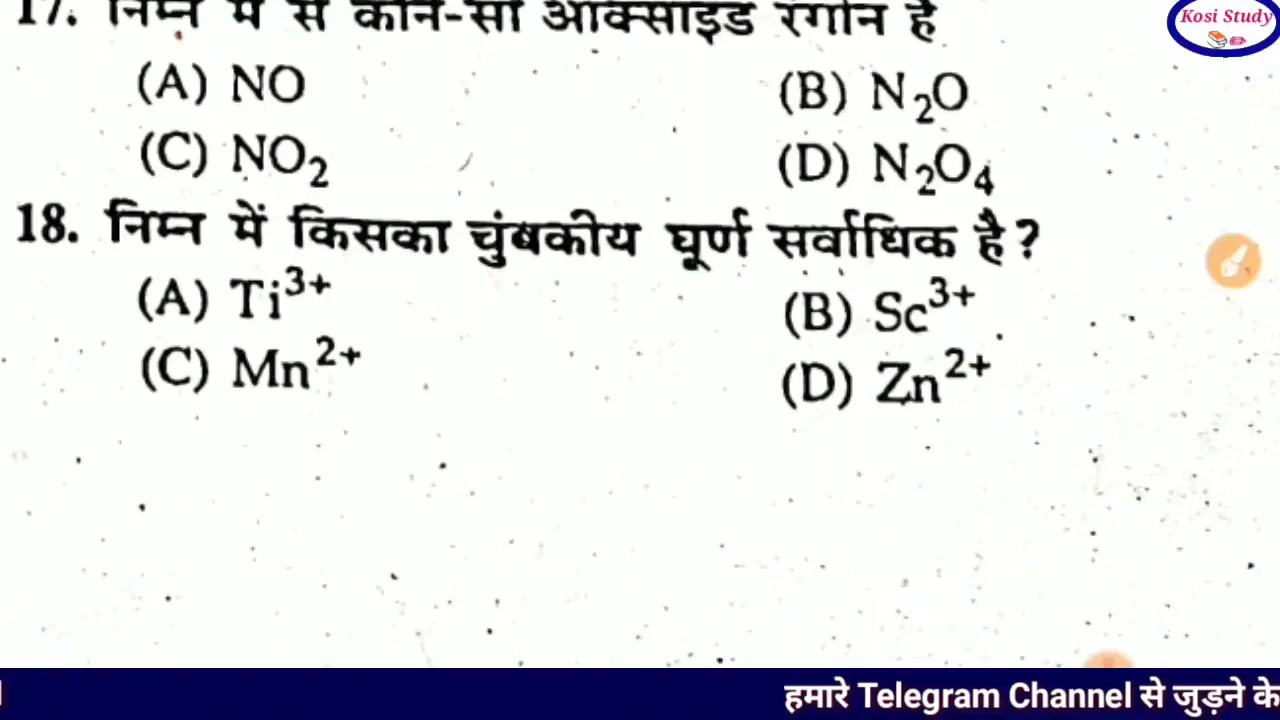 17. निम्न में से कौन-सा ऑक्साइड रंगीन है
Kosi Study
(A) NO
(B) N₂O
(C) NO₂
(D) N₂O₄
18. निम्न में किसका चुंबकीय घूर्ण सर्वाधिक है?
(A) Ti³⁺
(B) Sc³⁺
(C) Mn²⁺
(D) Zn²⁺
हमारे Telegram Channel से जुड़ने के